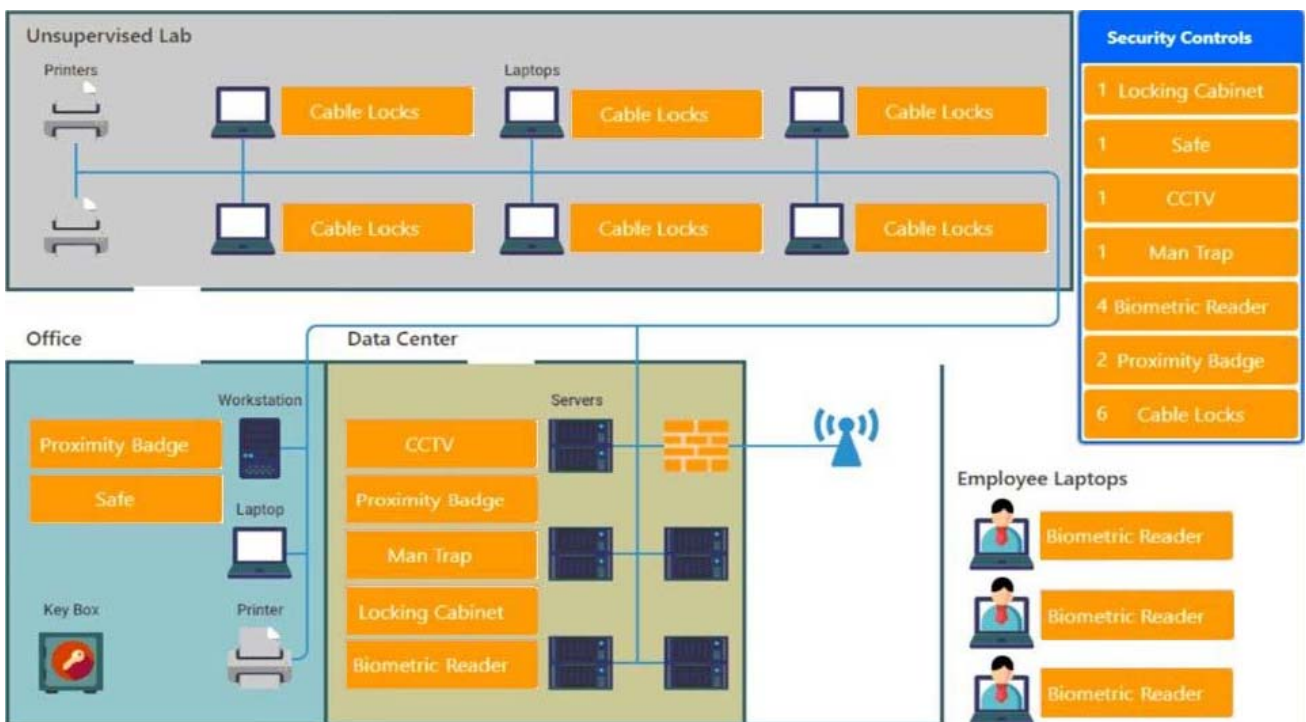 Unsupervised Lab
Printers
Laptops
Cable Locks
Cable Locks
Cable Locks
Cable Locks
Cable Locks
Cable Locks
Security Controls
1 Locking Cabinet
1 Safe
1 CCTV
1 Man Trap
4 Biometric Reader
2 Proximity Badge
6 Cable Locks
Office
Workstation
Proximity Badge
Safe
Laptop
Key Box
Printer
Data Center
Servers
CCTV
Proximity Badge
Man Trap
Locking Cabinet
Biometric Reader
Employee Laptops
Biometric Reader
Biometric Reader
Biometric Reader